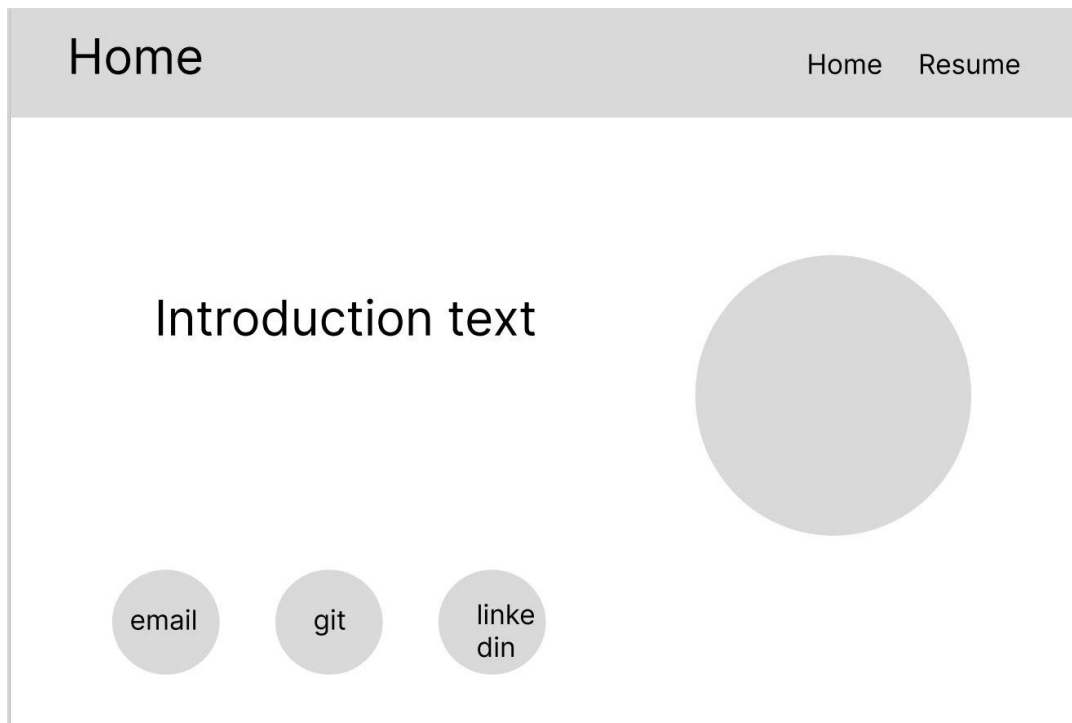 Home
Home Resume
Introduction text
email
git
linke
din